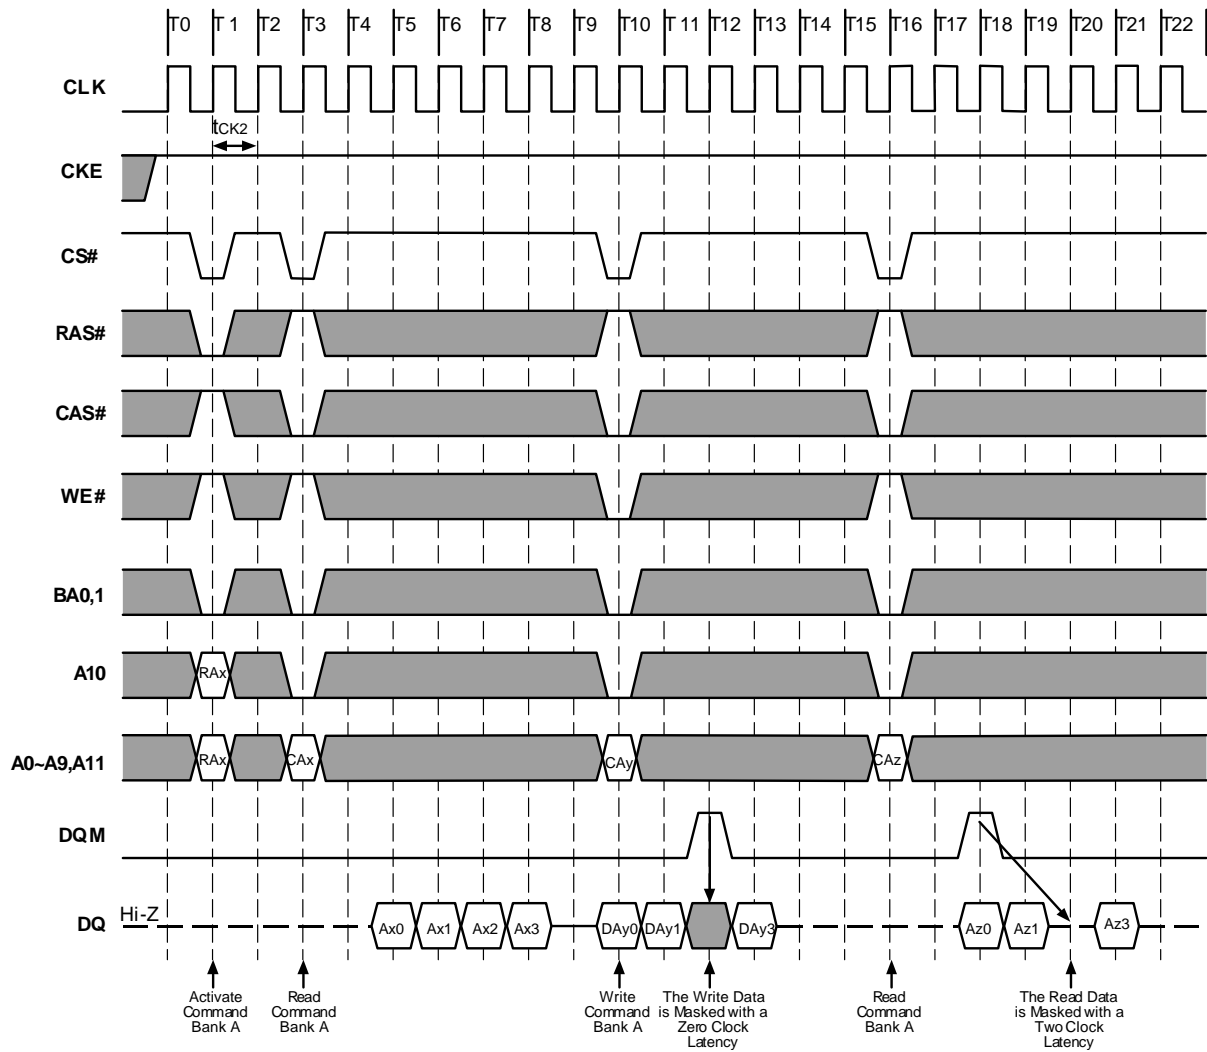 T0 T 1 T2 T3 T4 T5 T6 T7 T8 T9 T10 T 11 T12 T13 T14 T15 T16 T17 T18 T19 T20 T21 T22
CLK
tCK2
CKE
CS#
RAS#
CAS#
WE#
BA0,1
A10 RAx
A0~A9,A11 RAx CAx CAy CAz
DQM
DQ Hi-Z Ax0 Ax1 Ax2 Ax3 DAy0 DAy1 DAy3 Az0 Az1 Az3
Activate
Command
Bank A
Read
Command
Bank A
Write
Command
Bank A
The Write Data
is Masked with a
Zero Clock
Latency
Read
Command
Bank A
The Read Data
is Masked with a
Two Clock
Latency